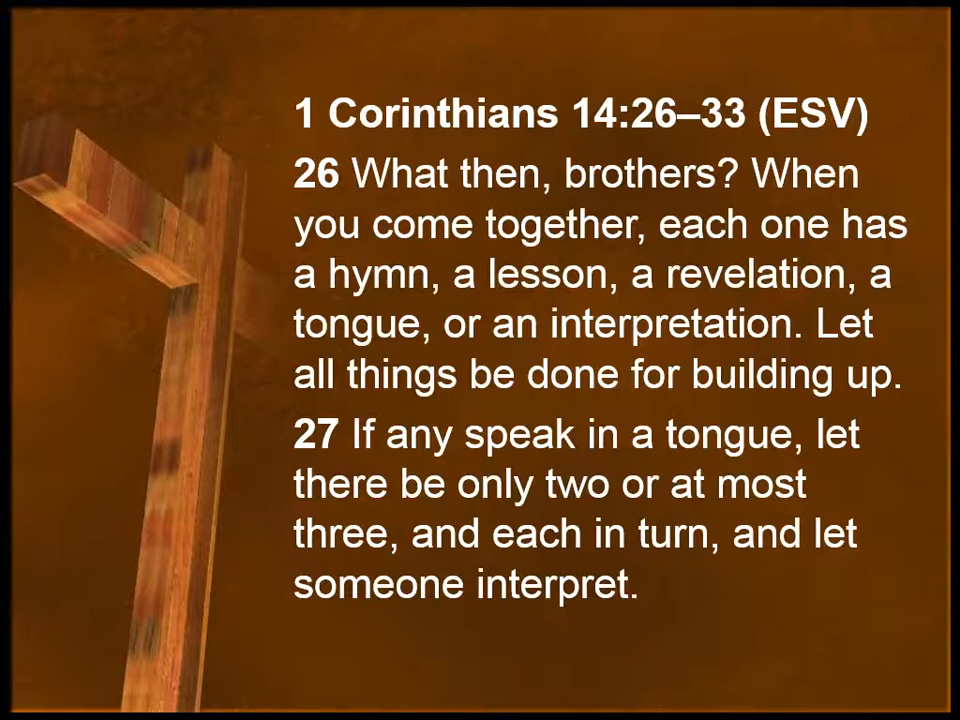 1 Corinthians 14:26–33 (ESV)
26 What then, brothers? When
you come together, each one has
a hymn, a lesson, a revelation, a
tongue, or an interpretation. Let
all things be done for building up.
27 If any speak in a tongue, let
there be only two or at most
three, and each in turn, and let
someone interpret.